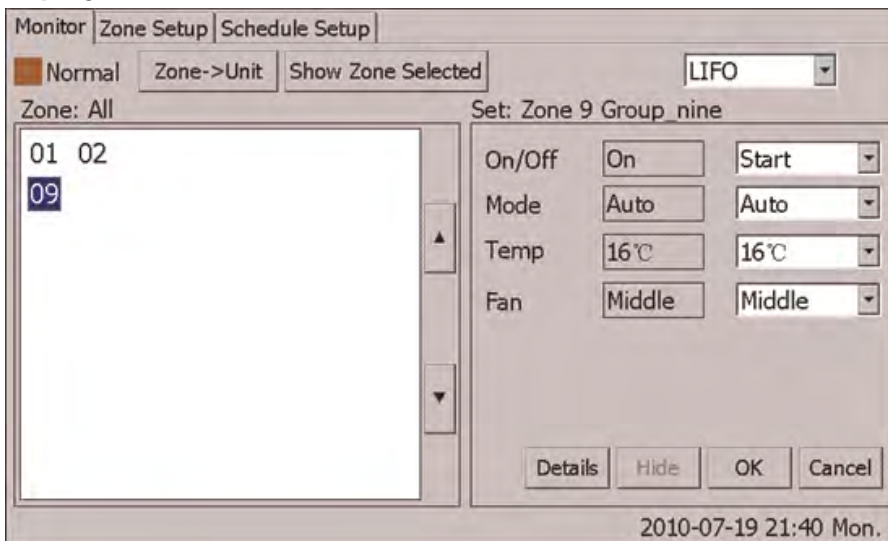 Monitor Zone Setup Schedule Setup
Normal Zone->Unit Show Zone Selected LIFO
Zone: All Set: Zone 9 Group_nine
01 02
09
On/Off On Start
Mode Auto Auto
Temp 16℃ 16℃
Fan Middle Middle
Details Hide OK Cancel
2010-07-19 21:40 Mon.